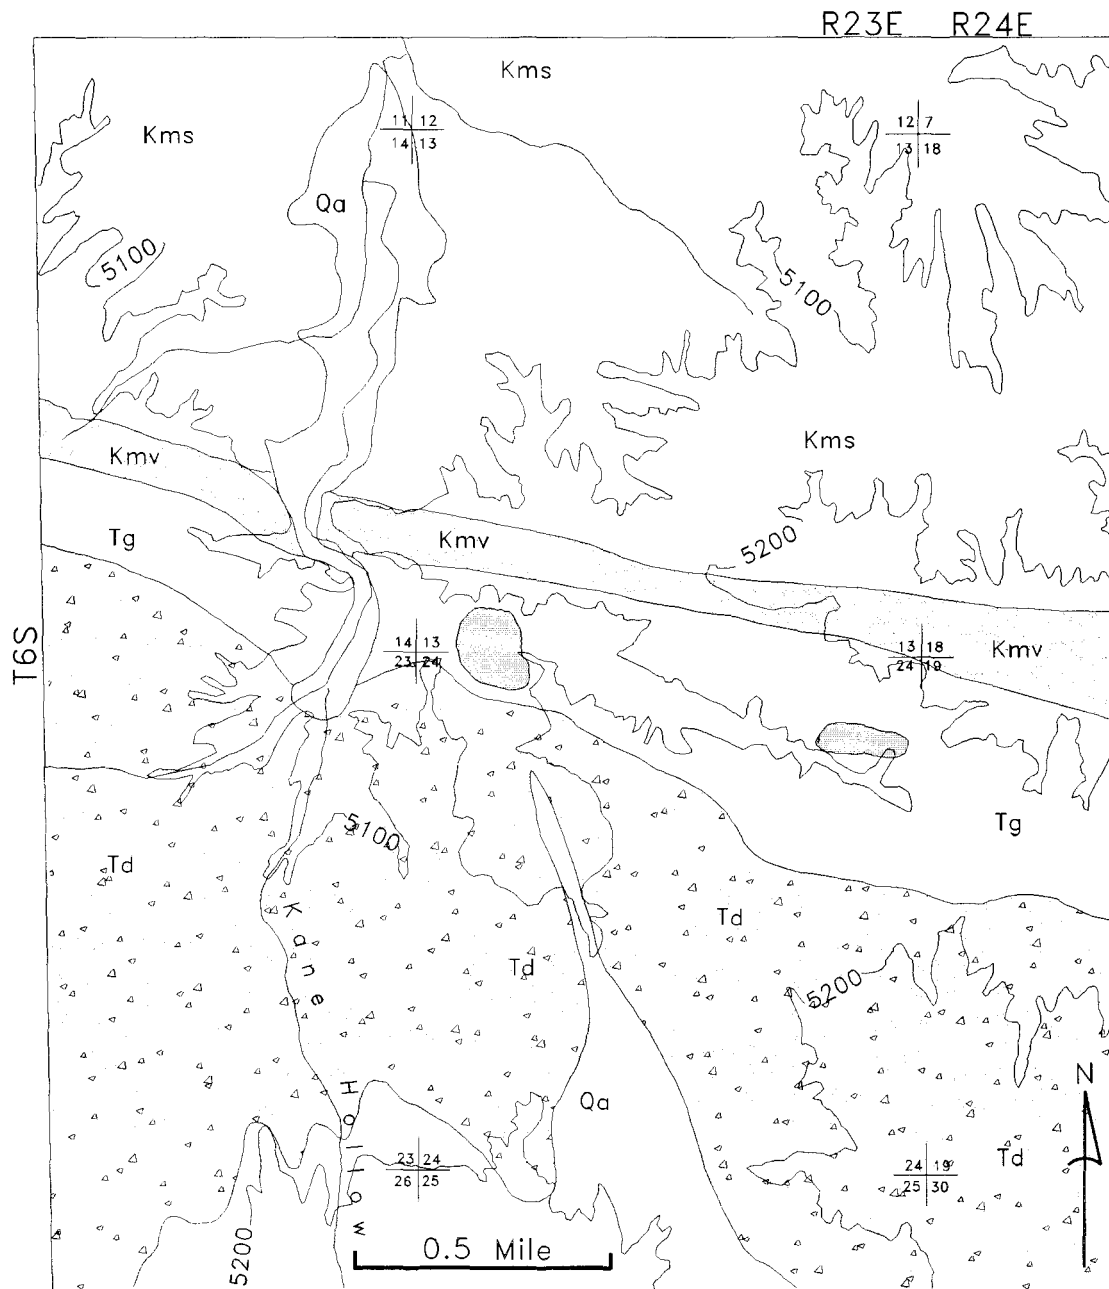 R23E R24E
Kms
Kms
11 12
14 13
12 7
13 18
Qa
5100
5100
Kms
Kmv
Tg
Kmv
5200
T6S
14 13
23 24
13 18
24 19
Kmv
Tg
5100
Td
Td
Kane Hollow
Td
5200
N
Qa
23 24
26 25
24 19
25 30
Td
5200
0.5 Mile